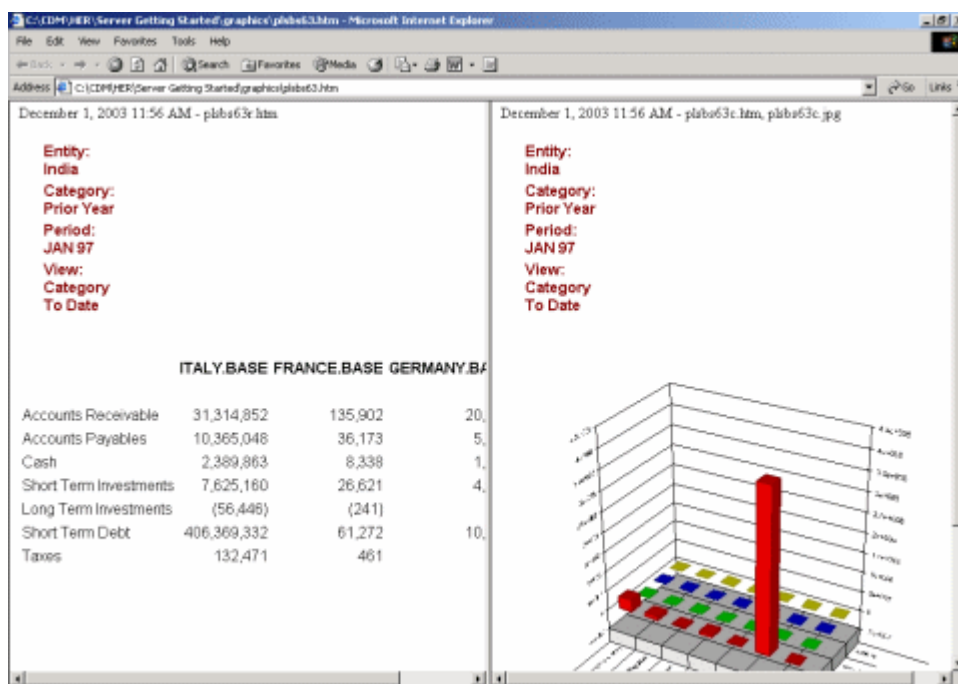 C:\CDM\HER\Server Getting Started\graphics\plsbs63.htm - Microsoft Internet Explorer
File Edit View Favorites Tools Help
Back Search Favorites Media
Address C:\CDM\HER\Server Getting Started\graphics\plsbs63.htm Go Links
December 1, 2003 11:56 AM - plsbs63r.htm
Entity:
India
Category:
Prior Year
Period:
JAN 97
View:
Category
To Date
ITALY.BASE FRANCE.BASE GERMANY.BA
Accounts Receivable 31,314,852 135,902 20,
Accounts Payables 10,365,048 36,173 5,
Cash 2,389,863 8,338 1,
Short Term Investments 7,625,160 26,621 4,
Long Term Investments (56,446) (241)
Short Term Debt 406,369,332 61,272 10,
Taxes 132,471 461
December 1, 2003 11:56 AM - plsbs63c.htm, plsbs63c.jpg
Entity:
India
Category:
Prior Year
Period:
JAN 97
View:
Category
To Date